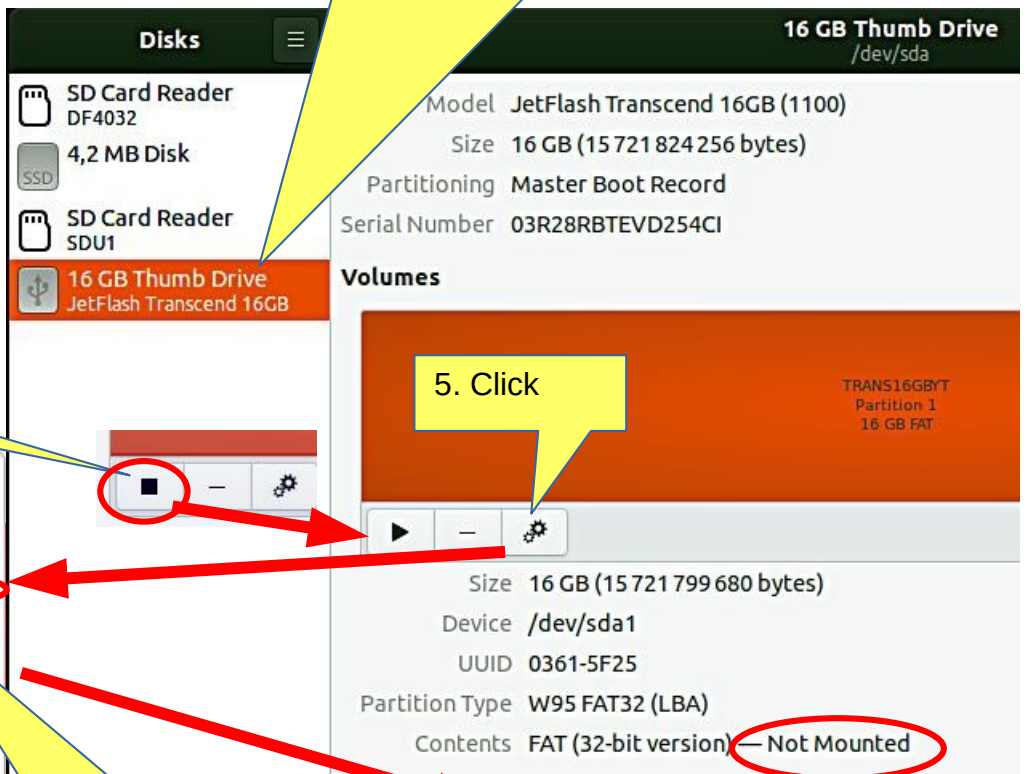 Disks
16 GB Thumb Drive
/dev/sda
SD Card Reader
DF4032
4,2 MB Disk
SSD
SD Card Reader
SDU1
16 GB Thumb Drive
JetFlash Transcend 16GB
Model JetFlash Transcend 16GB (1100)
Size 16 GB (15 721 824 256 bytes)
Partitioning Master Boot Record
Serial Number 03R28RBTEVD254CI
Volumes
5. Click
TRANS16GBYT
Partition 1
16 GB FAT
Size 16 GB (15 721 799 680 bytes)
Device /dev/sda1
UUID 0361-5F25
Partition Type W95 FAT32 (LBA)
Contents FAT (32-bit version) — Not Mounted